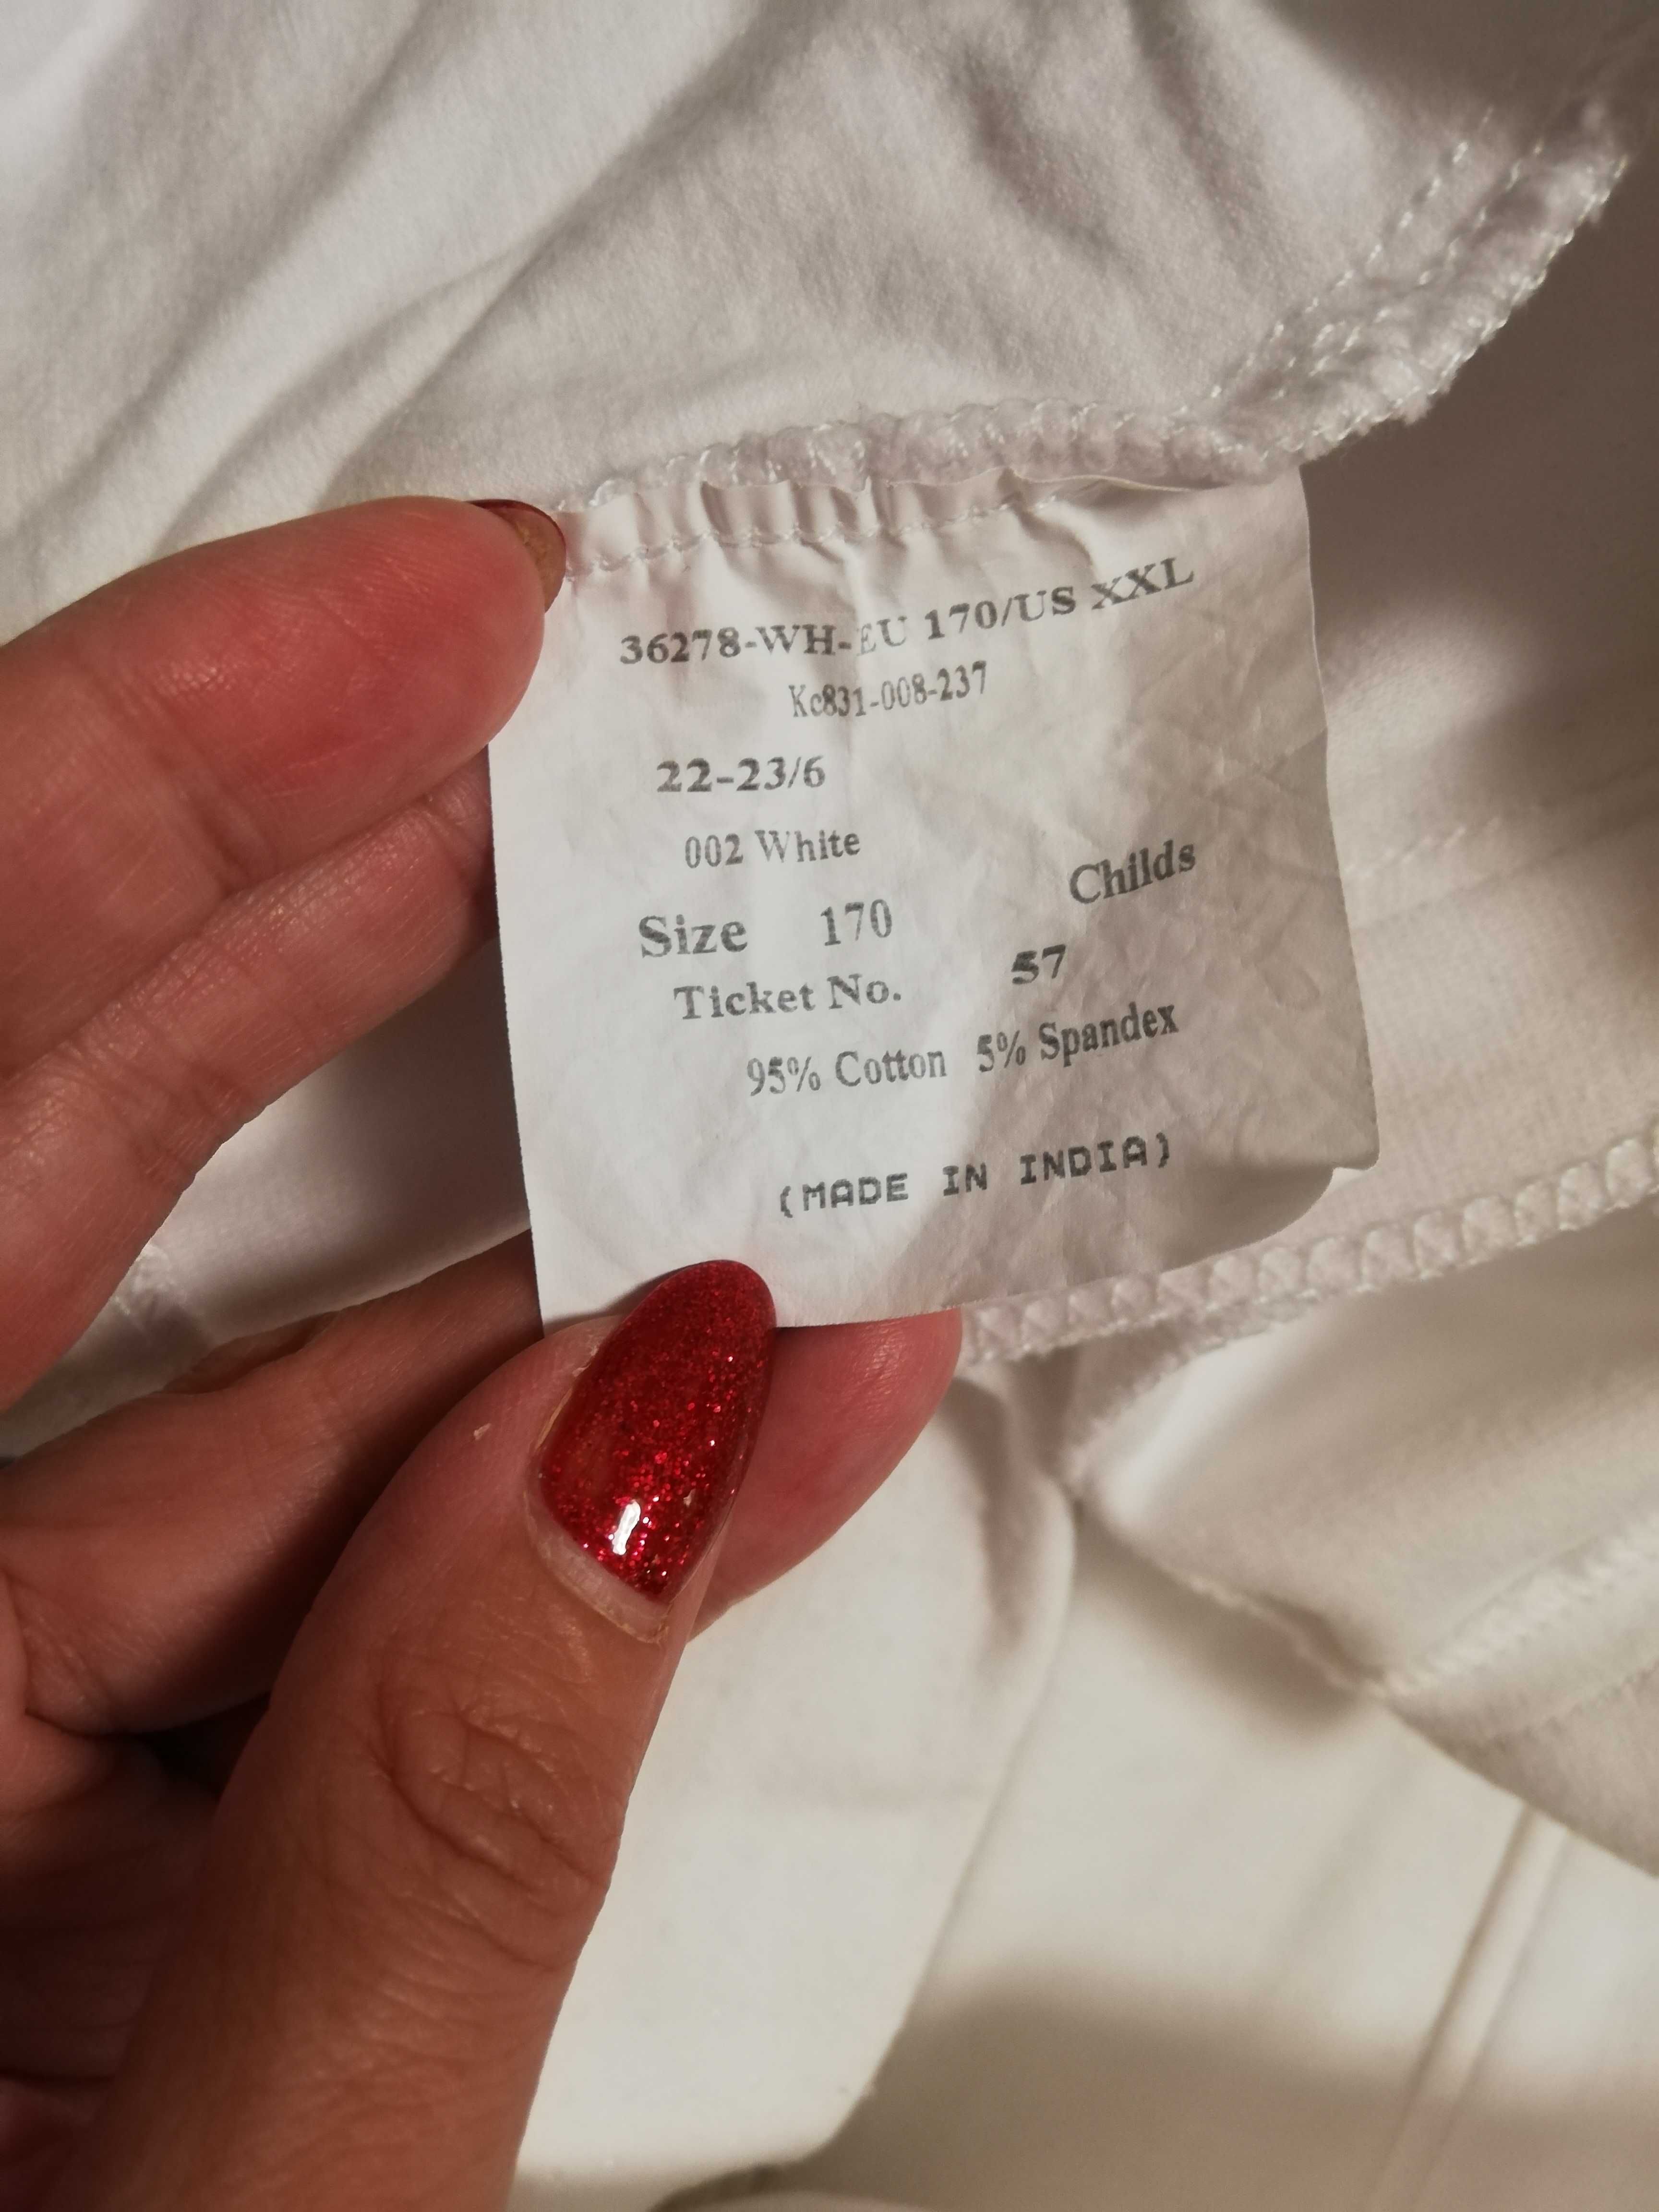 36278-WH-EU 170/US XXL
Kc831-008-237
22-23/6
002 White
Childs
Size 170
Ticket No. 57
95% Cotton 5% Spandex
(MADE IN INDIA)